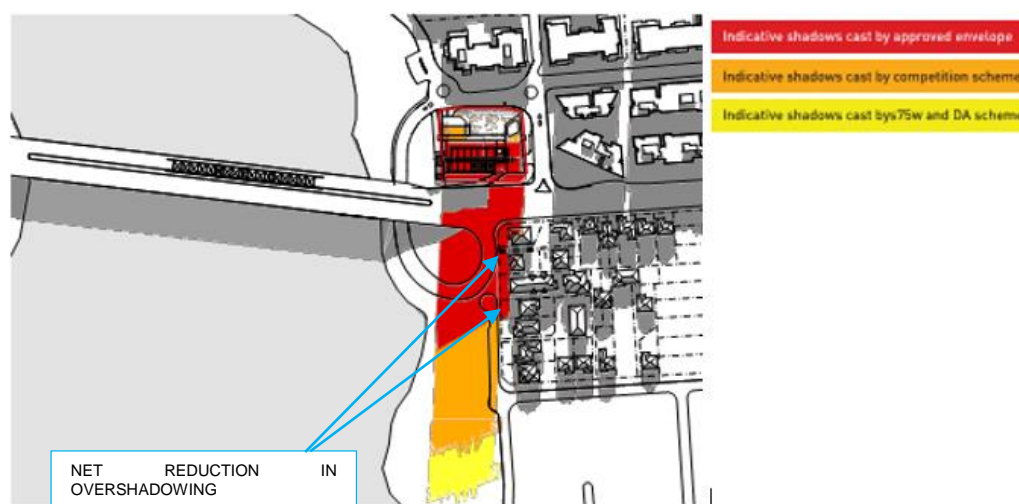 Indicative shadows cast by approved envelope
Indicative shadows cast by competition scheme
Indicative shadows cast bys75w and DA scheme
NET REDUCTION IN
OVERSHADOWING